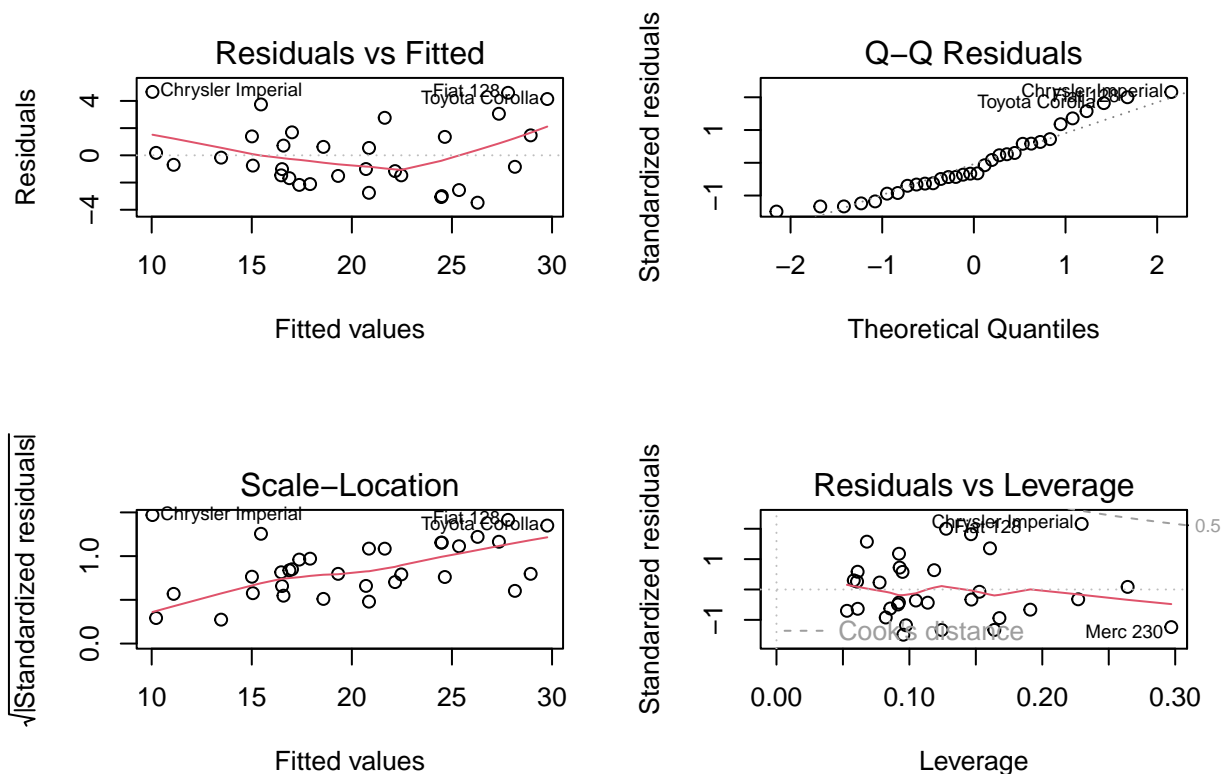 Residuals vs Fitted
Residuals
4
0
−4
Chrysler Imperial
Fiat 128
Toyota Corolla
10 15 20 25 30
Fitted values
Q−Q Residuals
Standardized residuals
1
−1
Chrysler Imperial
Fiat 128
Toyota Corolla
−2 −1 0 1 2
Theoretical Quantiles
Scale−Location
√|Standardized residuals|
1.0
0.0
Chrysler Imperial
Fiat 128
Toyota Corolla
10 15 20 25 30
Fitted values
Residuals vs Leverage
Standardized residuals
1
−1
Chrysler Imperial
Fiat 128
0.5
Cook's distance
Merc 230
0.00 0.10 0.20 0.30
Leverage